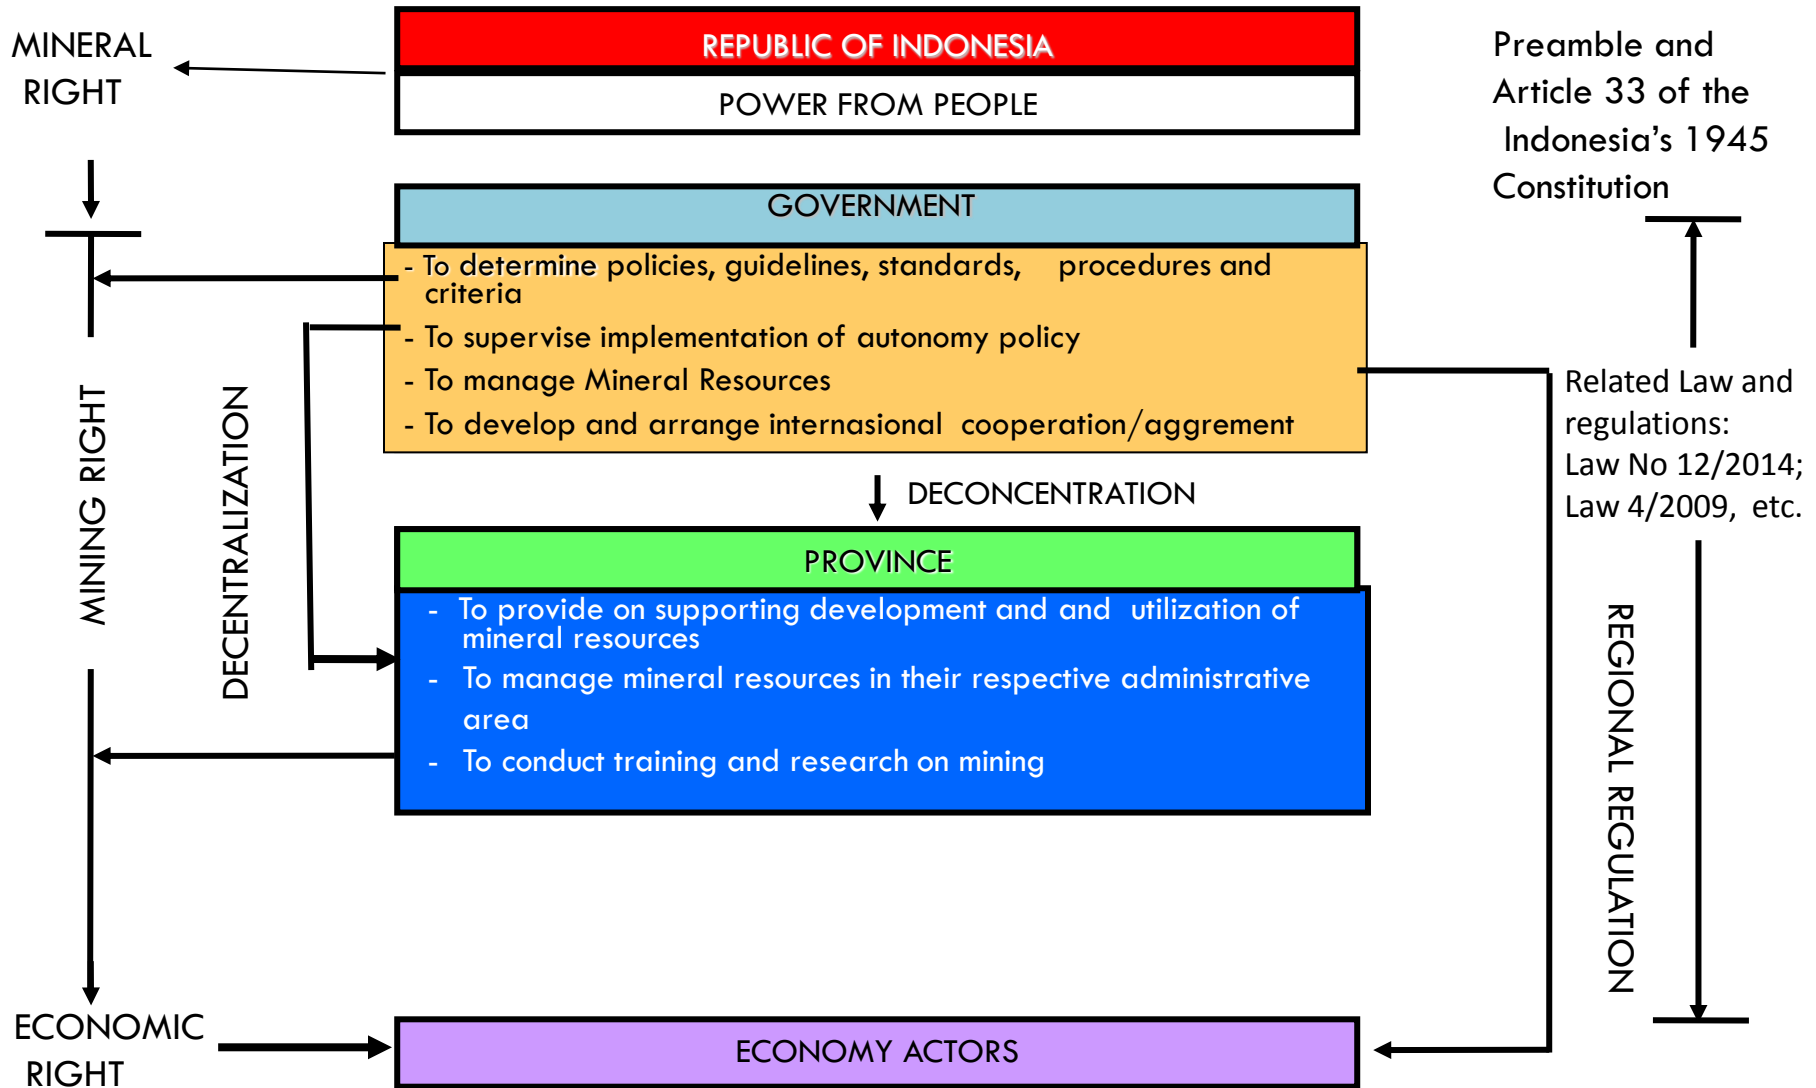 MINERAL
RIGHT
REPUBLIC OF INDONESIA
POWER FROM PEOPLE
Preamble and
Article 33 of the
Indonesia’s 1945
Constitution
GOVERNMENT
- To determine policies, guidelines, standards, procedures and
criteria
- To supervise implementation of autonomy policy
- To manage Mineral Resources
- To develop and arrange internasional cooperation/aggrement
MINING RIGHT
DECENTRALIZATION
DECONCENTRATION
Related Law and
regulations:
Law No 12/2014;
Law 4/2009, etc.
PROVINCE
- To provide on supporting development and and utilization of
mineral resources
- To manage mineral resources in their respective administrative
area
- To conduct training and research on mining
REGIONAL REGULATION
ECONOMIC
RIGHT
ECONOMY ACTORS